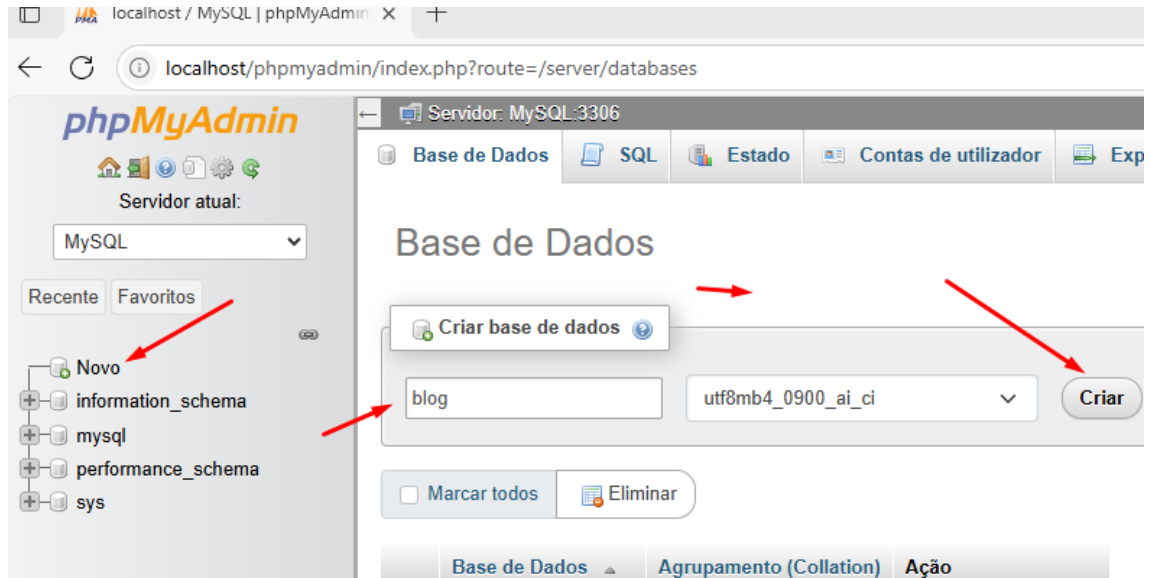 localhost / MySQL | phpMyAdmin
localhost/phpmyadmin/index.php?route=/server/databases
phpMyAdmin
Servidor atual:
MySQL
Recente Favoritos
Novo
information_schema
mysql
performance_schema
sys
Servidor: MySQL:3306
Base de Dados SQL Estado Contas de utilizador Exp
Base de Dados
Criar base de dados
blog utf8mb4_0900_ai_ci Criar
Marcar todos Eliminar
Base de Dados Agrupamento (Collation) Ação